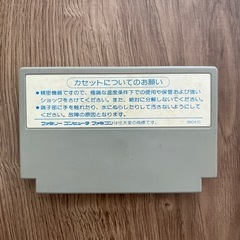 カセットについてのお願い
●精密機器ですので、極端な温度条件下での使用や保管および強い
ショックをさけてください。また、絶対に分解しないでください。
●端子部に手を触れたり、水にぬらしたりして汚さないようにして
ください。故障の原因となります。
ファミリーコンピュータ・ファミコンは任天堂の商標です。